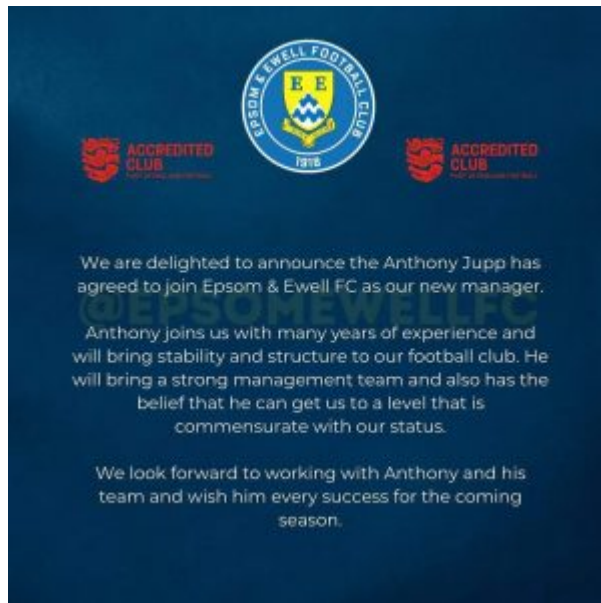 EPSOM & EWELL FOOTBALL CLUB
E E
1918
ACCREDITED
CLUB
ACCREDITED
CLUB
We are delighted to announce the Anthony Jupp has
agreed to join Epsom & Ewell FC as our new manager.
@EPSOMEWELLFC
Anthony joins us with many years of experience and
will bring stability and structure to our football club. He
will bring a strong management team and also has the
belief that he can get us to a level that is
commensurate with our status.
We look forward to working with Anthony and his
team and wish him every success for the coming
season.